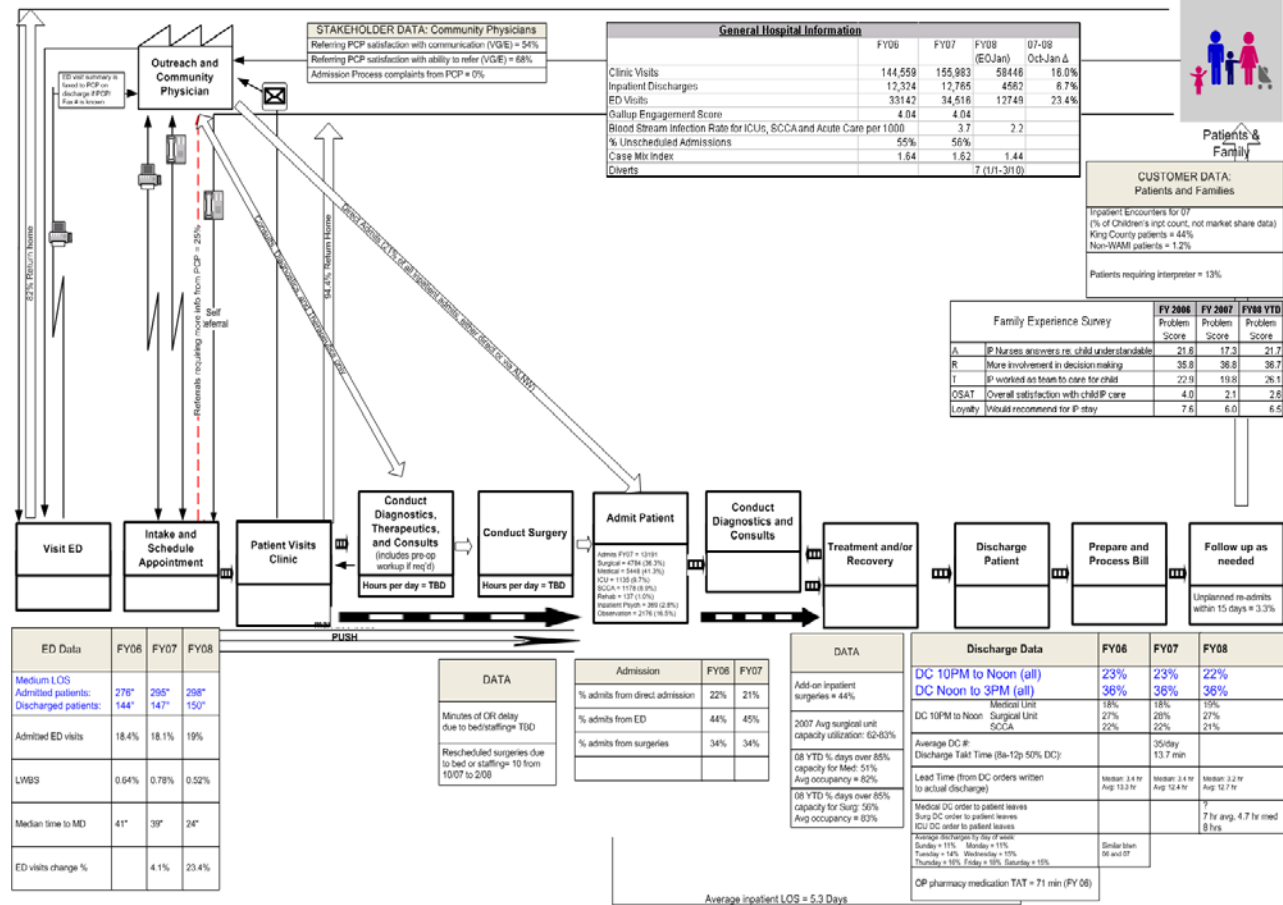 STAKEHOLDER DATA: Community Physicians
Referring PCP satisfaction with communication (VG/E) = 54%
Referring PCP satisfaction with ability to refer (VG/E) = 68%
Admission Process complaints from PCP = 0%
Outreach and
Community
Physician
ED visit summary is
faxed to PCP on
discharge if PCP/
Fax # is known
General Hospital Information
FY06 FY07 FY08 07-08
(EOJan) Oct-Jan Δ
Clinic Visits 144,559 155,983 58446 16.0%
Inpatient Discharges 12,324 12,765 4562 6.7%
ED Visits 33142 34,516 12749 23.4%
Gallup Engagement Score 4.04 4.04
Blood Stream Infection Rate for ICUs, SCCA and Acute Care per 1000 3.7 2.2
% Unscheduled Admissions 55% 56%
Case Mix Index 1.64 1.62 1.44
Diverts 7 (1/1-3/10)
Patients &
Family
CUSTOMER DATA:
Patients and Families
Inpatient Encounters for 07
(% of Children's inpt count, not market share data)
King County patients = 44%
Non-WAMI patients = 1.2%
Patients requiring interpreter = 13%
Family Experience Survey
FY 2006 FY 2007 FY08 YTD
Problem Problem Problem
Score Score Score
A IP Nurses answers re: child understandable 21.6 17.3 21.7
R More involvement in decision making 35.8 36.8 36.7
T IP worked as team to care for child 22.9 19.8 26.1
OSAT Overall satisfaction with child IP care 4.0 2.1 2.6
Loyalty Would recommend for IP stay 7.6 6.0 6.5
82% Return home
Referrals requiring more info from PCP = 25%
Self
Referral
94.4% Return Home
Consults, Diagnostics, and Therapeutics only
Direct Admits (21% of all inpatient admits, either direct or via ALNW)
Visit ED
Intake and
Schedule
Appointment
Patient Visits
Clinic
Conduct
Diagnostics,
Therapeutics,
and Consults
(includes pre-op
workup if req'd)
Hours per day = TBD
Conduct Surgery
Hours per day = TBD
Admit Patient
Admits FY07 = 13191
Surgical = 4784 (36.3%)
Medical = 5446 (41.3%)
ICU = 1135 (8.7%)
SCCA = 1178 (8.9%)
Rehab = 137 (1.0%)
Inpatient Psych = 369 (2.8%)
Observation = 2176 (16.5%)
Conduct
Diagnostics and
Consults
Treatment and/or
Recovery
Discharge
Patient
Prepare and
Process Bill
Follow up as
needed
Unplanned re-admits
within 15 days = 3.3%
PUSH
ED Data FY06 FY07 FY08
Medium LOS
Admitted patients: 276" 295" 298"
Discharged patients: 144" 147" 150"
Admitted ED visits 18.4% 18.1% 19%
LWBS 0.64% 0.78% 0.52%
Median time to MD 41" 39" 24"
ED visits change % 4.1% 23.4%
DATA
Minutes of OR delay
due to bed/staffing= TBD
Rescheduled surgeries due
to bed or staffing= 10 from
10/07 to 2/08
Admission FY06 FY07
% admits from direct admission 22% 21%
% admits from ED 44% 45%
% admits from surgeries 34% 34%
DATA
Add-on inpatient
surgeries = 44%
2007 Avg surgical unit
capacity utilization: 62-83%
08 YTD % days over 85%
capacity for Med: 51%
Avg occupancy = 82%
08 YTD % days over 85%
capacity for Surg: 56%
Avg occupancy = 83%
Discharge Data FY06 FY07 FY08
DC 10PM to Noon (all) 23% 23% 22%
DC Noon to 3PM (all) 36% 36% 36%
Medical Unit 18% 18% 19%
DC 10PM to Noon Surgical Unit 27% 28% 27%
SCCA 22% 22% 21%
Average DC #: 35/day
Discharge Takt Time (8a-12p 50% DC): 13.7 min
Lead Time (from DC orders written Median: 3.4 hr Median: 3.4 hr Median: 3.2 hr
to actual discharge) Avg: 13.3 hr Avg: 12.4 hr Avg: 12.7 hr
Medical DC order to patient leaves ?
Surg DC order to patient leaves 7 hr avg, 4.7 hr med
ICU DC order to patient leaves 8 hrs
Average discharges by day of week:
Sunday = 11% Monday = 11% Similar btwn
Tuesday = 14% Wednesday = 15% 06 and 07
Thursday = 16% Friday = 18% Saturday = 15%
OP pharmacy medication TAT = 71 min (FY 06)
Average inpatient LOS = 5.3 Days